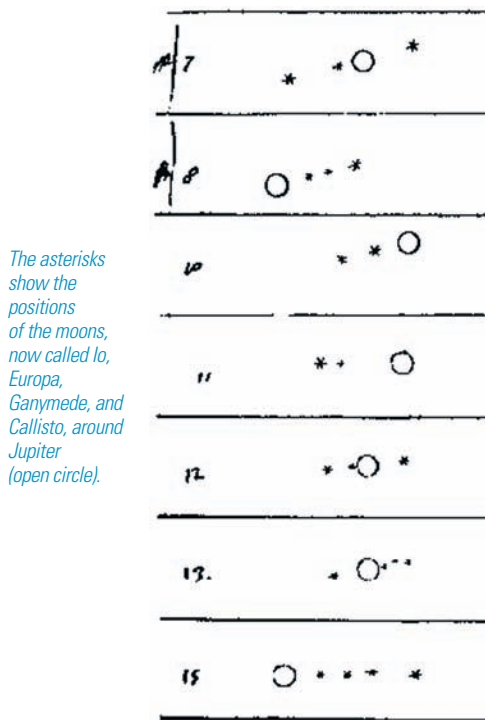 7
8
10
The asterisks
show the
positions
of the moons,
now called Io,
Europa,
Ganymede, and
Callisto, around
Jupiter
(open circle).
11
12
13.
15